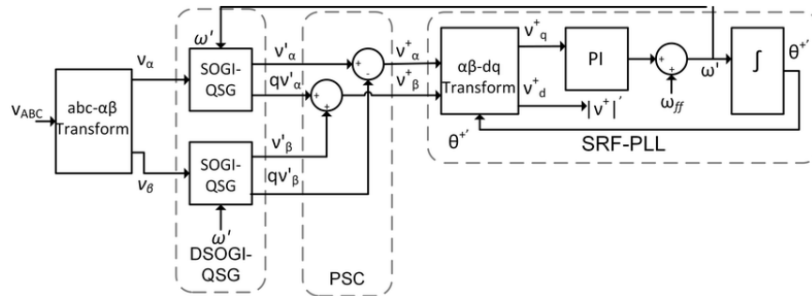 v_ABC
abc-αβ
Transform
v_α
v_β
ω'
SOGI-
QSG
SOGI-
QSG
ω'
DSOGI-
QSG
v'_α
qv'_α
v'_β
qv'_β
+
-
+
+
PSC
v⁺_α
v⁺_β
αβ-dq
Transform
θ⁺'
v⁺_q
v⁺_d
|v⁺|'
PI
+
+
ω_ff
ω'
∫
θ⁺'
SRF-PLL